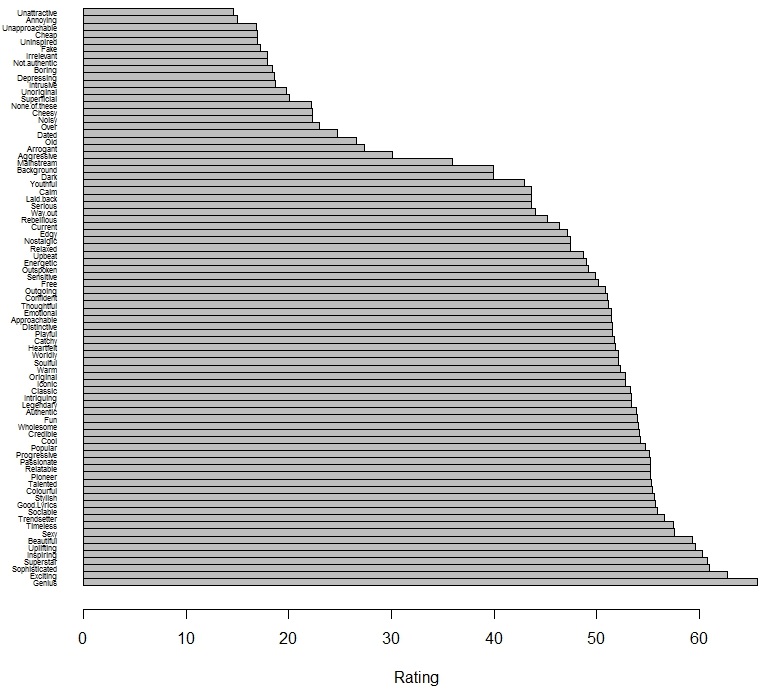 Unattractive
Annoying
Unapproachable
Cheap
Uninspired
Fake
Irrelevant
Not.authentic
Boring
Depressing
Intrusive
Unoriginal
Superficial
None.of.these
Cheesy
Noisy
Over
Dated
Old
Arrogant
Aggressive
Mainstream
Background
Dark
Youthful
Calm
Laid.back
Serious
Way.out
Rebellious
Current
Edgy
Nostalgic
Relaxed
Upbeat
Energetic
Outspoken
Sensitive
Free
Outgoing
Confident
Thoughtful
Emotional
Approachable
Distinctive
Playful
Catchy
Heartfelt
Worldly
Soulful
Warm
Original
Iconic
Classic
Intriguing
Legendary
Authentic
Fun
Wholesome
Credible
Cool
Popular
Progressive
Passionate
Relatable
Pioneer
Talented
Colourful
Stylish
Good.Lyrics
Sociable
Trendsetter
Timeless
Sexy
Beautiful
Uplifting
Inspiring
Superstar
Sophisticated
Exciting
Genius
0 10 20 30 40 50 60
Rating